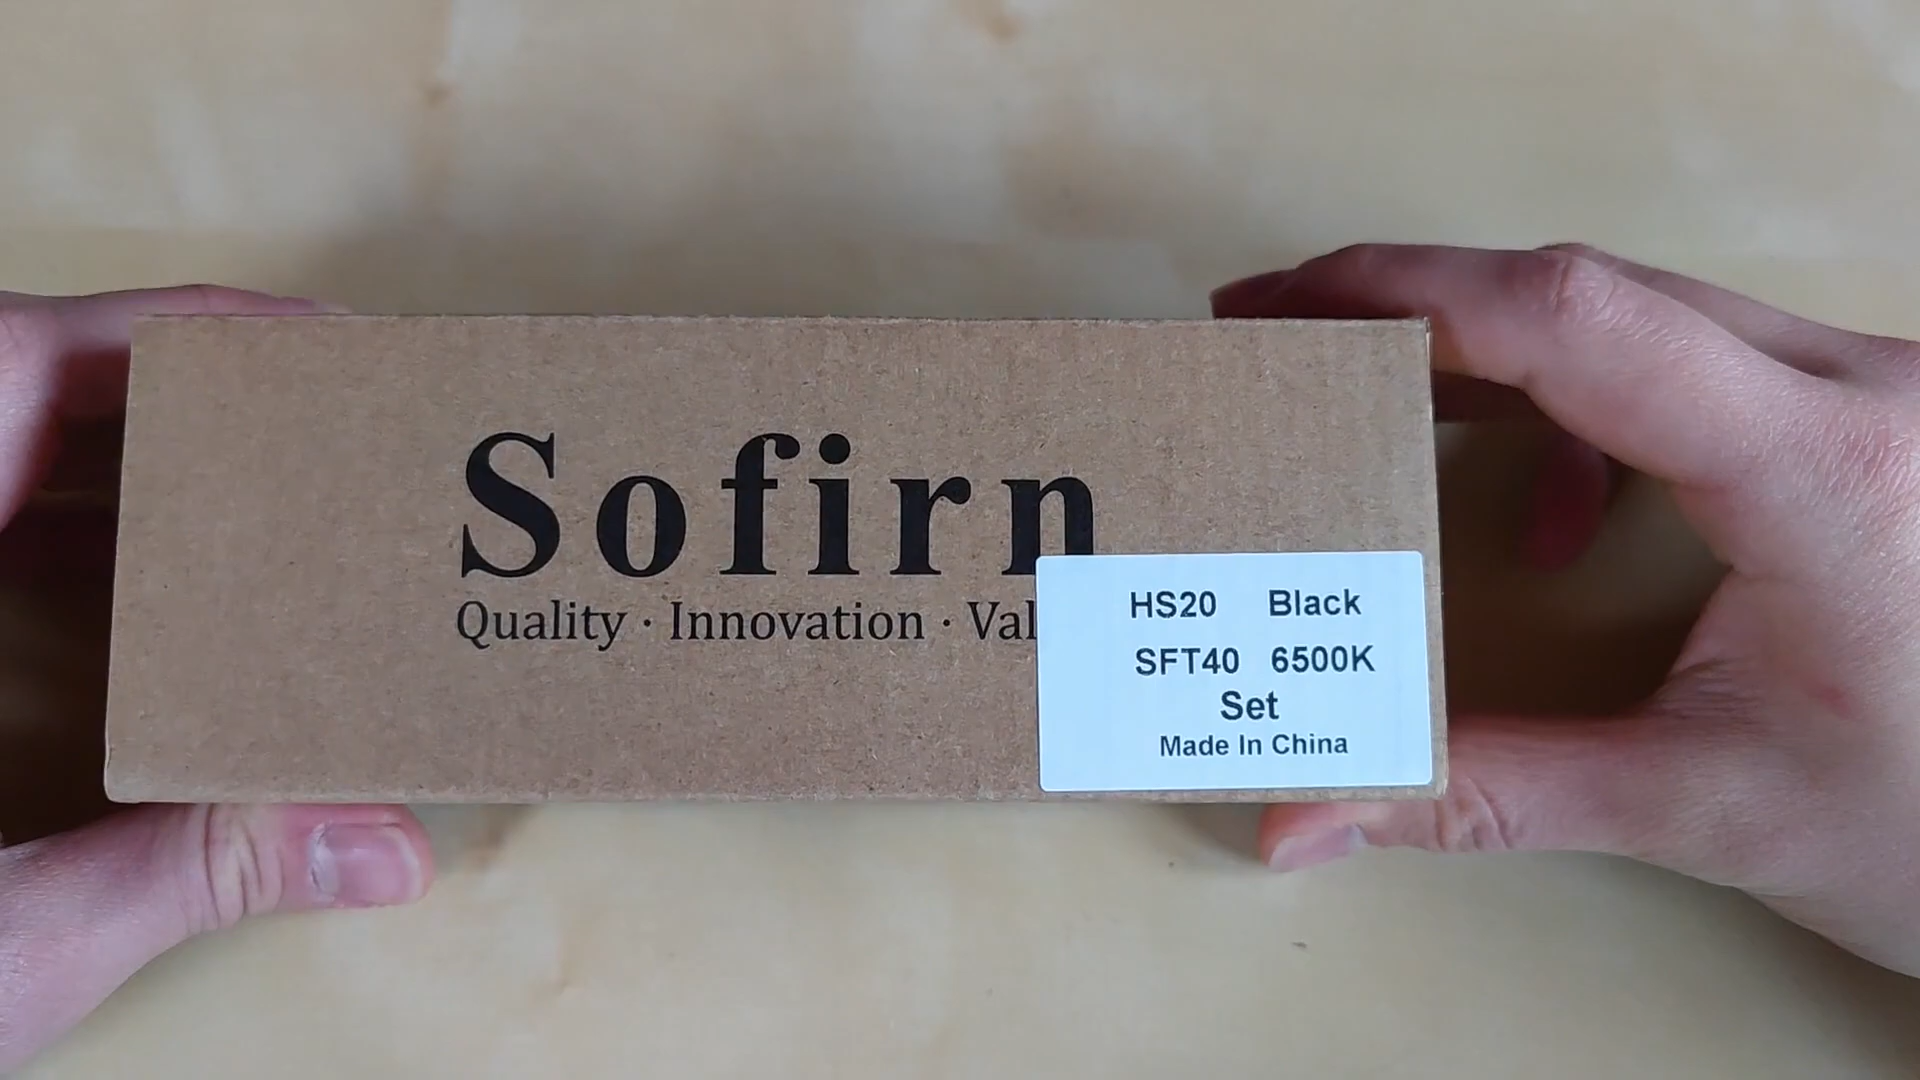 Sofirn
Quality · Innovation · Val
HS20 Black
SFT40 6500K
Set
Made In China